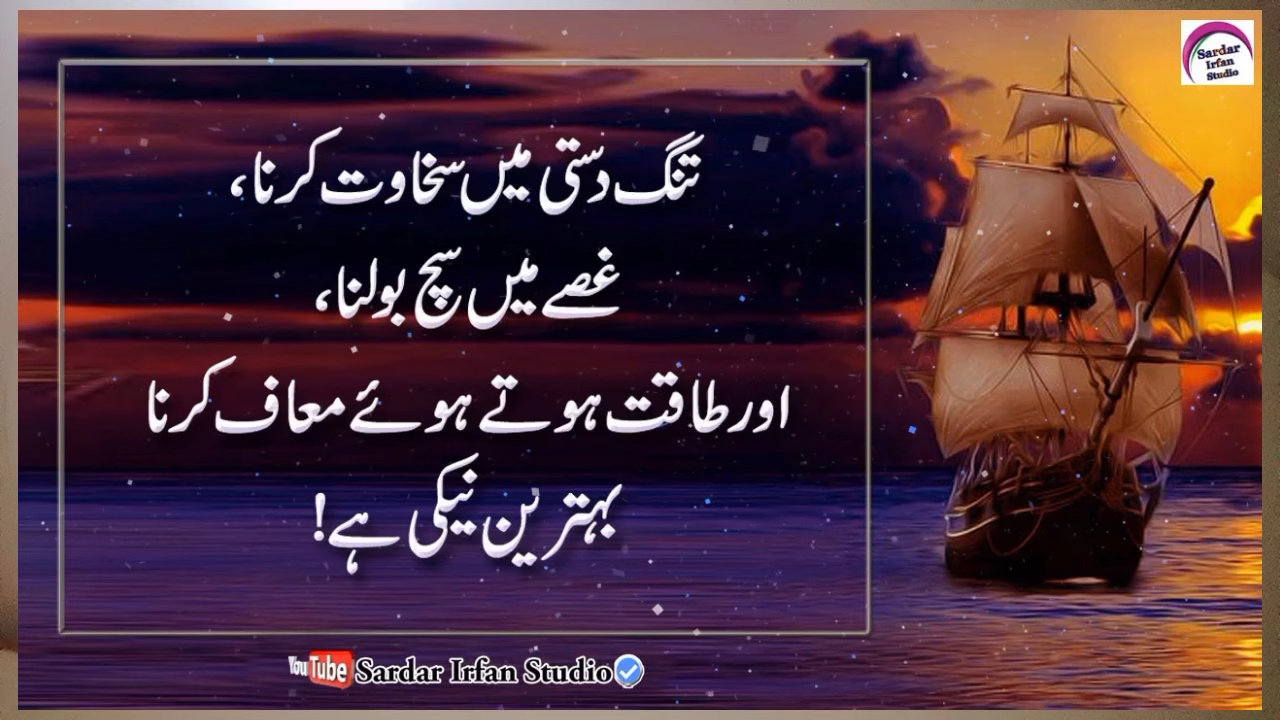 Sardar
Irfan
Studio
تنگ دستی میں سخاوت کرنا،
غصے میں سچ بولنا،
اور طاقت ہوتے ہوئے معاف کرنا
بہترین نیکی ہے!
YouTube Sardar Irfan Studio